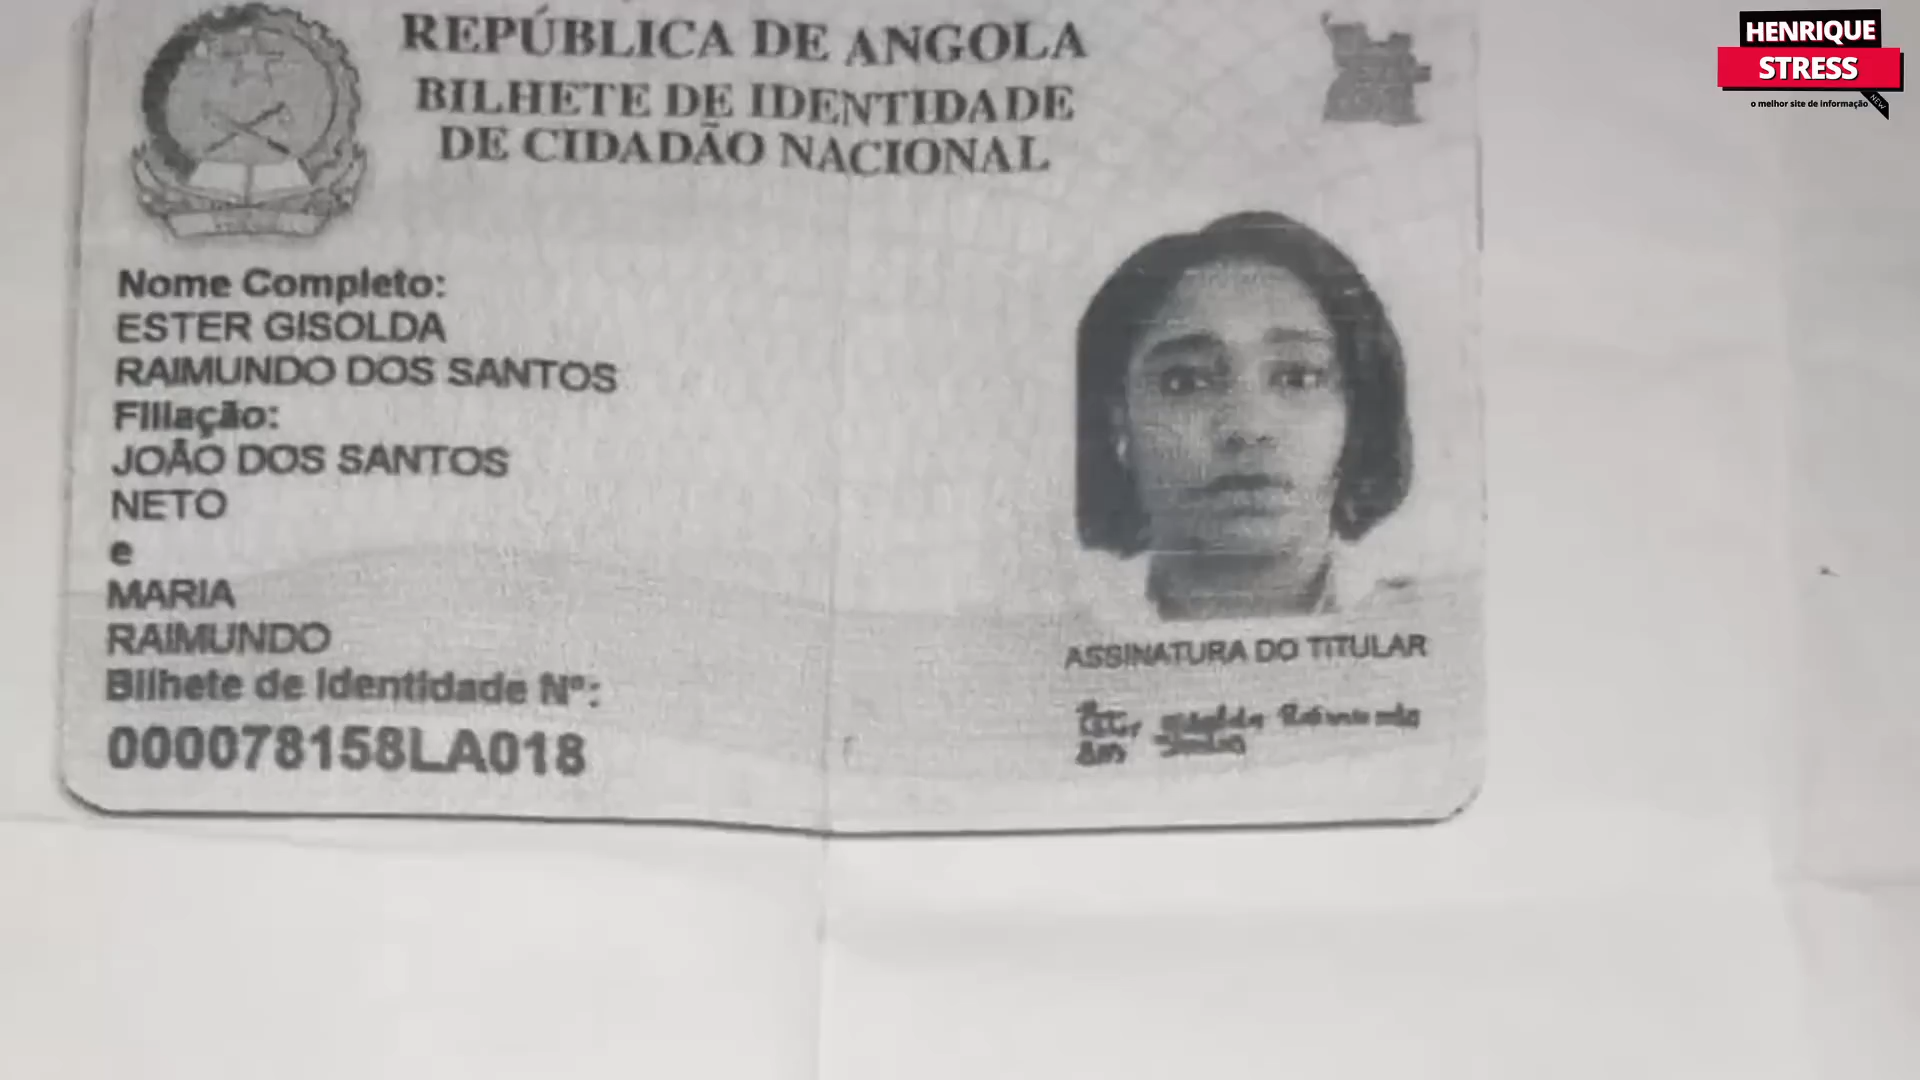 REPÚBLICA DE ANGOLA
BILHETE DE IDENTIDADE
DE CIDADÃO NACIONAL
Nome Completo:
ESTER GISOLDA
RAIMUNDO DOS SANTOS
Filiação:
JOÃO DOS SANTOS
NETO
e
MARIA
RAIMUNDO
Bilhete de Identidade Nº:
000078158LA018
ASSINATURA DO TITULAR
HENRIQUE
STRESS
o melhor site de informação
NEW